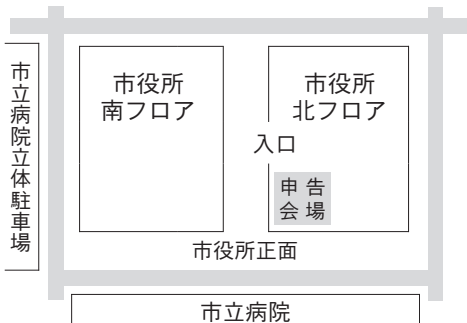 市立病院立体駐車場
市役所
南フロア
市役所
北フロア
入口
申告
会場
市役所正面
市立病院